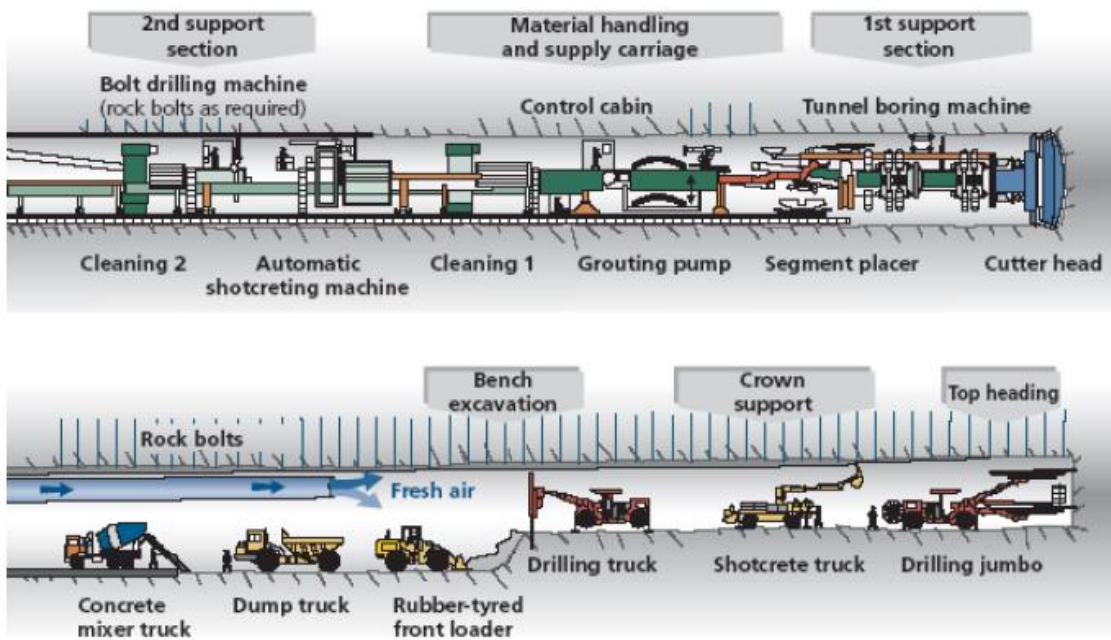 2nd support
section
Material handling
and supply carriage
1st support
section
Bolt drilling machine
(rock bolts as required)
Control cabin
Tunnel boring machine
Cleaning 2
Automatic
shotcreting machine
Cleaning 1
Grouting pump
Segment placer
Cutter head
Bench
excavation
Crown
support
Top heading
Rock bolts
Fresh air
Drilling truck
Shotcrete truck
Drilling jumbo
Concrete
mixer truck
Dump truck
Rubber-tyred
front loader